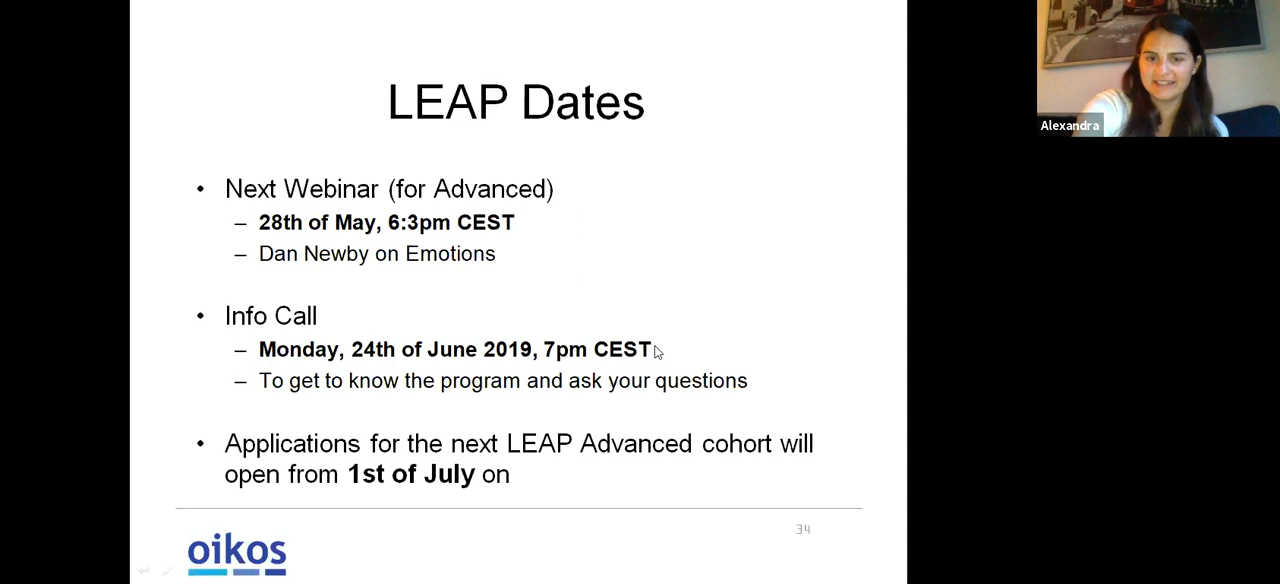 LEAP Dates
• Next Webinar (for Advanced)
– 28th of May, 6:3pm CEST
– Dan Newby on Emotions
• Info Call
– Monday, 24th of June 2019, 7pm CEST
– To get to know the program and ask your questions
• Applications for the next LEAP Advanced cohort will
open from 1st of July on
34
oikos
Alexandra